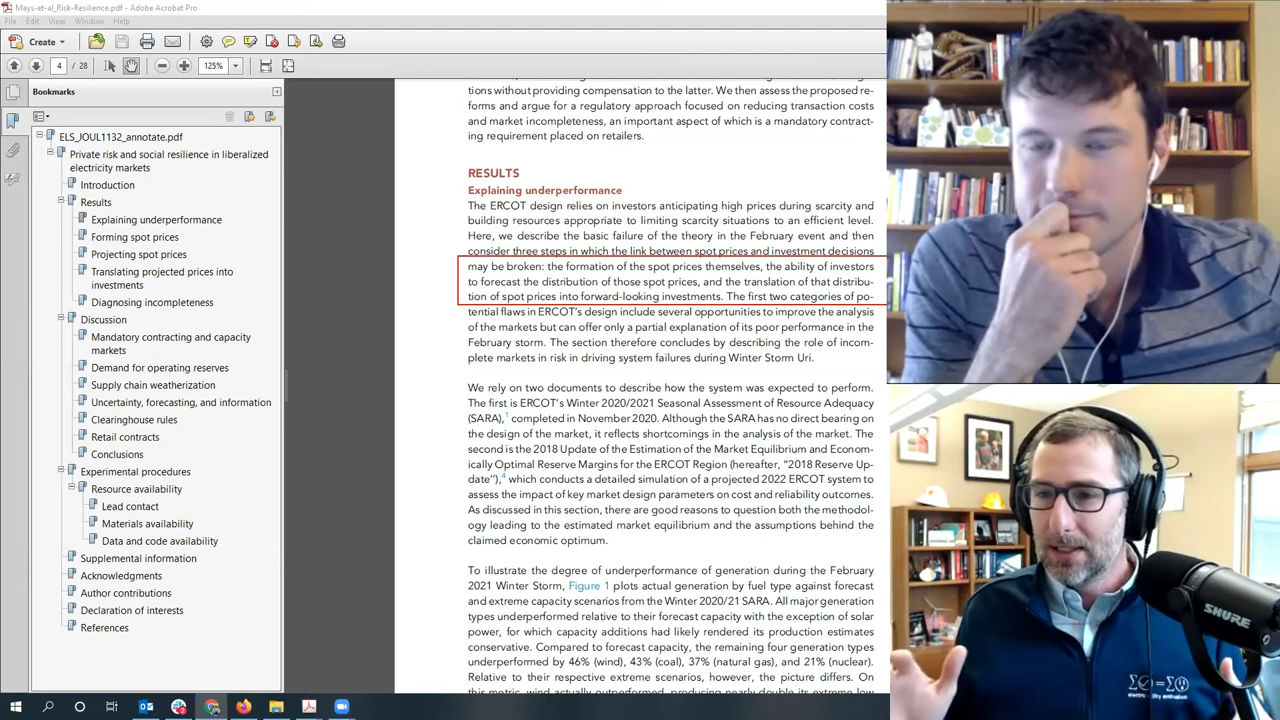 Mays-et-al_Risk-Resilience.pdf - Adobe Acrobat Pro
File Edit View Window Help
Create
4 / 28
125%
Bookmarks
ELS_JOUL1132_annotate.pdf
Private risk and social resilience in liberalized
electricity markets
Introduction
Results
Explaining underperformance
Forming spot prices
Projecting spot prices
Translating projected prices into
investments
Diagnosing incompleteness
Discussion
Mandatory contracting and capacity
markets
Demand for operating reserves
Supply chain weatherization
Uncertainty, forecasting, and information
Clearinghouse rules
Retail contracts
Conclusions
Experimental procedures
Resource availability
Lead contact
Materials availability
Data and code availability
Supplemental information
Acknowledgments
Author contributions
Declaration of interests
References
tions without providing compensation to the latter. We then assess the proposed re-
forms and argue for a regulatory approach focused on reducing transaction costs
and market incompleteness, an important aspect of which is a mandatory contract-
ing requirement placed on retailers.
RESULTS
Explaining underperformance
The ERCOT design relies on investors anticipating high prices during scarcity and
building resources appropriate to limiting scarcity situations to an efficient level.
Here, we describe the basic failure of the theory in the February event and then
consider three steps in which the link between spot prices and investment decisions
may be broken: the formation of the spot prices themselves, the ability of investors
to forecast the distribution of those spot prices, and the translation of that distribu-
tion of spot prices into forward-looking investments. The first two categories of po-
tential flaws in ERCOT's design include several opportunities to improve the analysis
of the markets but can offer only a partial explanation of its poor performance in the
February storm. The section therefore concludes by describing the role of incom-
plete markets in risk in driving system failures during Winter Storm Uri.
We rely on two documents to describe how the system was expected to perform.
The first is ERCOT's Winter 2020/2021 Seasonal Assessment of Resource Adequacy
(SARA),1 completed in November 2020. Although the SARA has no direct bearing on
the design of the market, it reflects shortcomings in the analysis of the market. The
second is the 2018 Update of the Estimation of the Market Equilibrium and Econom-
ically Optimal Reserve Margins for the ERCOT Region (hereafter, "2018 Reserve Up-
date"),4 which conducts a detailed simulation of a projected 2022 ERCOT system to
assess the impact of key market design parameters on cost and reliability outcomes.
As discussed in this section, there are good reasons to question both the methodol-
ogy leading to the estimated market equilibrium and the assumptions behind the
claimed economic optimum.
To illustrate the degree of underperformance of generation during the February
2021 Winter Storm, Figure 1 plots actual generation by fuel type against forecast
and extreme capacity scenarios from the Winter 2020/21 SARA. All major generation
types underperformed relative to their forecast capacity with the exception of solar
power, for which capacity additions had likely rendered its production estimates
conservative. Compared to forecast capacity, the remaining four generation types
underperformed by 46% (wind), 43% (coal), 37% (natural gas), and 21% (nuclear).
Relative to their respective extreme scenarios, however, the picture differs. On
this metric, wind actually outperformed, producing nearly double its extreme low
SHURE